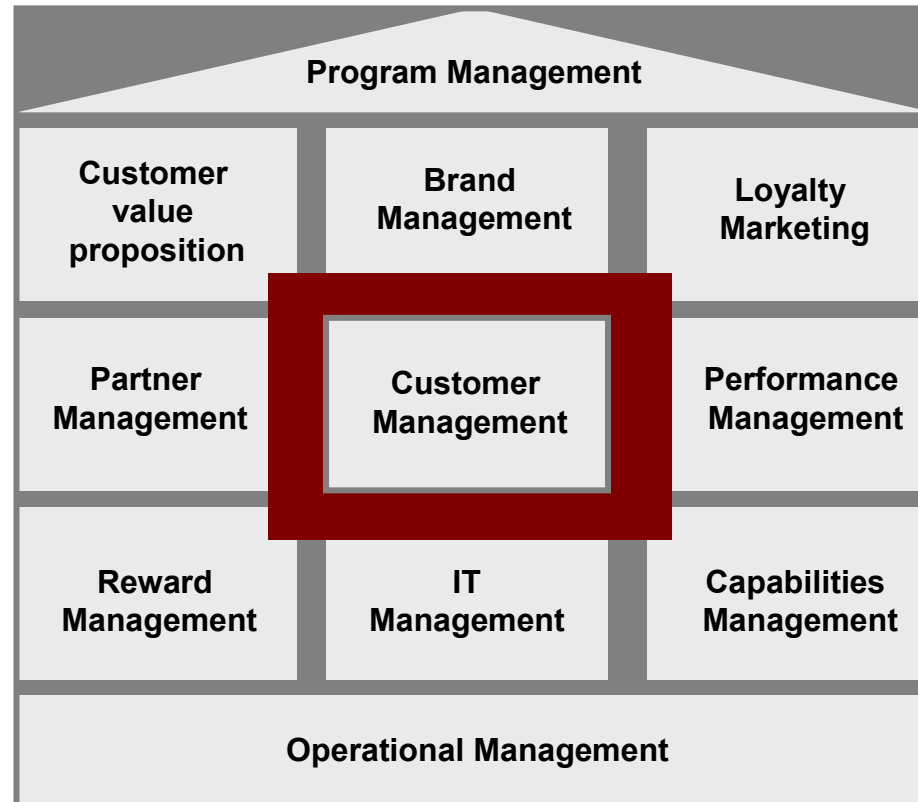 Program Management
Customer
value
proposition
Brand
Management
Loyalty
Marketing
Partner
Management
Customer
Management
Performance
Management
Reward
Management
IT
Management
Capabilities
Management
Operational Management